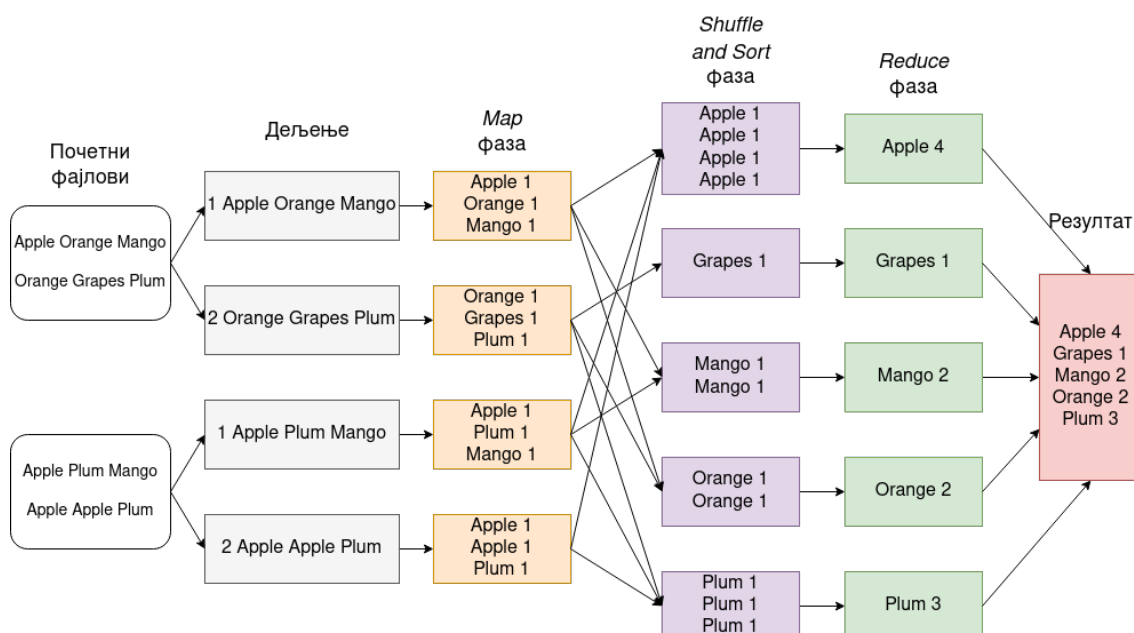 Почетни
фајлови
Apple Orange Mango
Orange Grapes Plum
Apple Plum Mango
Apple Apple Plum
Дељење
1 Apple Orange Mango
2 Orange Grapes Plum
1 Apple Plum Mango
2 Apple Apple Plum
Map
фаза
Apple 1
Orange 1
Mango 1
Orange 1
Grapes 1
Plum 1
Apple 1
Plum 1
Mango 1
Apple 1
Apple 1
Plum 1
Shuffle
and Sort
фаза
Apple 1
Apple 1
Apple 1
Apple 1
Grapes 1
Mango 1
Mango 1
Orange 1
Orange 1
Plum 1
Plum 1
Plum 1
Reduce
фаза
Apple 4
Grapes 1
Mango 2
Orange 2
Plum 3
Резултат
Apple 4
Grapes 1
Mango 2
Orange 2
Plum 3